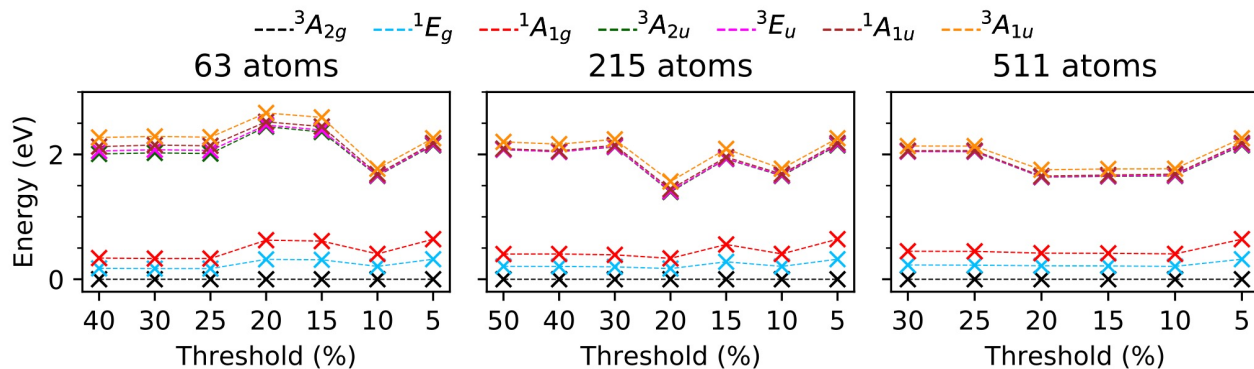 ³A₂g ¹Eg ¹A₁g ³A₂u ³Eu ¹A₁u ³A₁u
63 atoms 215 atoms 511 atoms
Energy (eV)
2
0
40 30 25 20 15 10 5 50 40 30 25 20 15 10 5 30 25 20 15 10 5
Threshold (%) Threshold (%) Threshold (%)